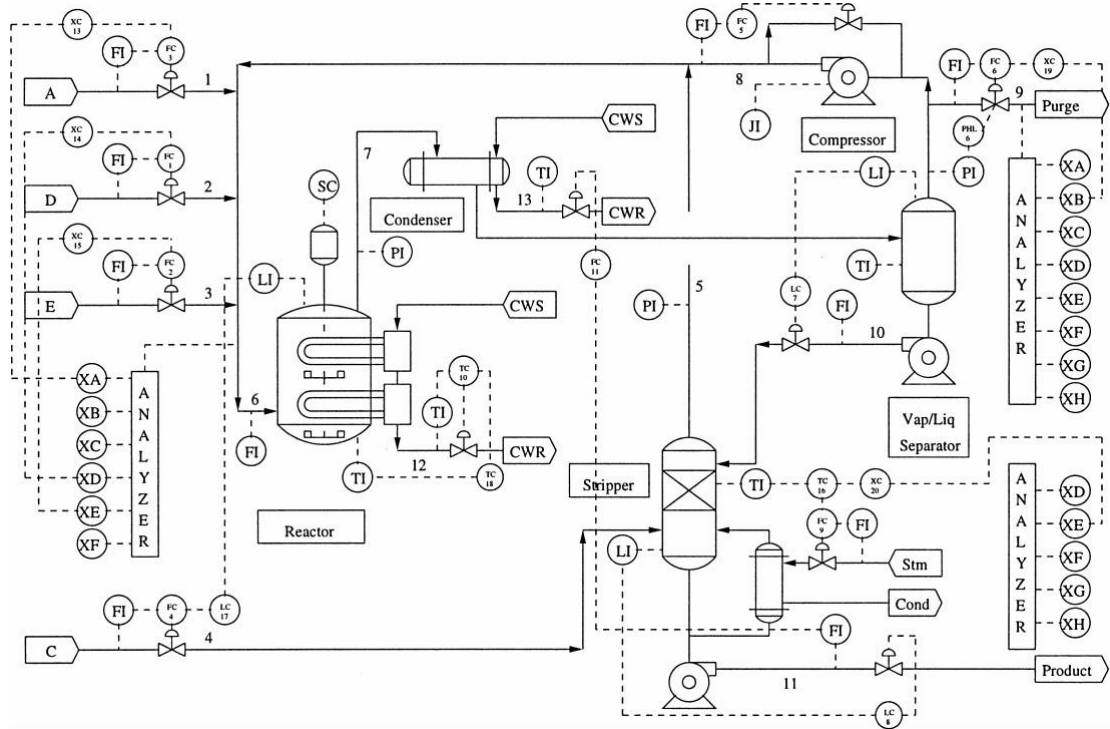 XC 13
FI
FC 3
A
1
XC 14
FI
FC 1
D
2
XC 15
FI
FC 2
E
3
LI
SC
7
PI
CWS
Condenser
TI
13
CWR
FC 11
FI
FC 5
8
JI
Compressor
FI
FC 6
XC 19
9
Purge
PHL 6
PI
LI
TI
LC 7
FI
10
Vap/Liq
Separator
ANALYZER
XA
XB
XC
XD
XE
XF
XG
XH
CWS
TC 10
TI
12
CWR
TI
TC 18
6
FI
Reactor
XA
XB
XC
XD
XE
XF
ANALYZER
PI
5
Stripper
TI
TC 16
XC 20
FC 9
FI
Stm
Cond
LI
FI
FC 4
LC 17
C
4
FI
11
LC 8
Product
ANALYZER
XD
XE
XF
XG
XH